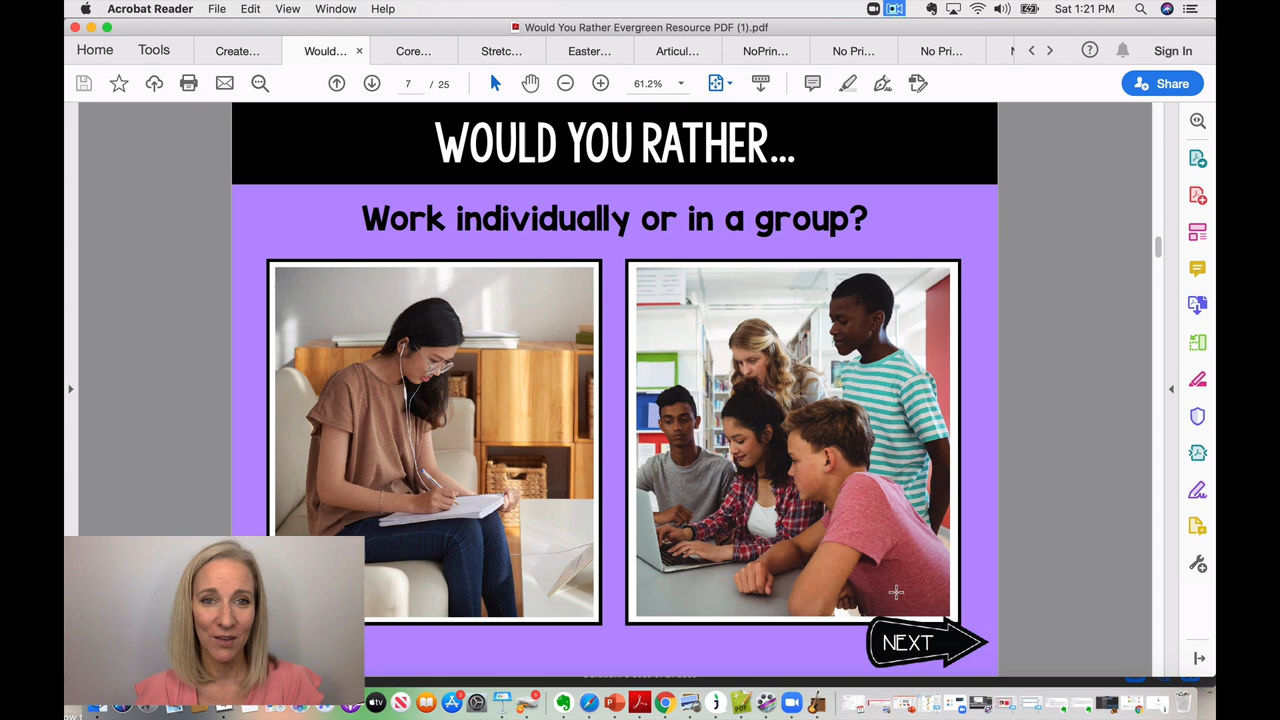 Acrobat Reader File Edit View Window Help Sat 1:21 PM
Would You Rather Evergreen Resource PDF (1).pdf
Home Tools Create... Would... × Core... Stretc... Easter... Articul... NoPrin... No Pri... No Pri... Sign In
7 / 25 61.2% Share
WOULD YOU RATHER...
Work individually or in a group?
NEXT